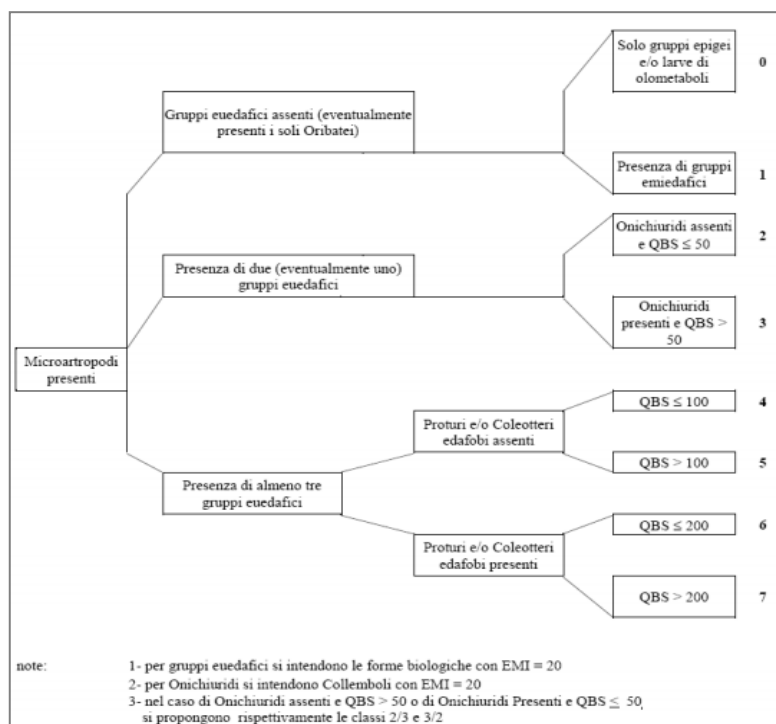 Solo gruppi epigei
e/o larve di
olometaboli
0
Gruppi euedafici assenti (eventualmente
presenti i soli Oribatei)
Presenza di gruppi
emiedafici
1
Onichiuridi assenti
e QBS ≤ 50
2
Presenza di due (eventualmente uno)
gruppi euedafici
Onichiuridi
presenti e QBS >
50
3
Microartropodi
presenti
QBS ≤ 100
4
Proturi e/o Coleotteri
edafobi assenti
QBS > 100
5
Presenza di almeno tre
gruppi euedafici
QBS ≤ 200
6
Proturi e/o Coleotteri
edafobi presenti
QBS > 200
7
note: 1- per gruppi euedafici si intendono le forme biologiche con EMI = 20
2- per Onichiuridi si intendono Collemboli con EMI = 20
3- nel caso di Onichiuridi assenti e QBS > 50 o di Onichiuridi Presenti e QBS ≤ 50,
si propongono rispettivamente le classi 2/3 e 3/2